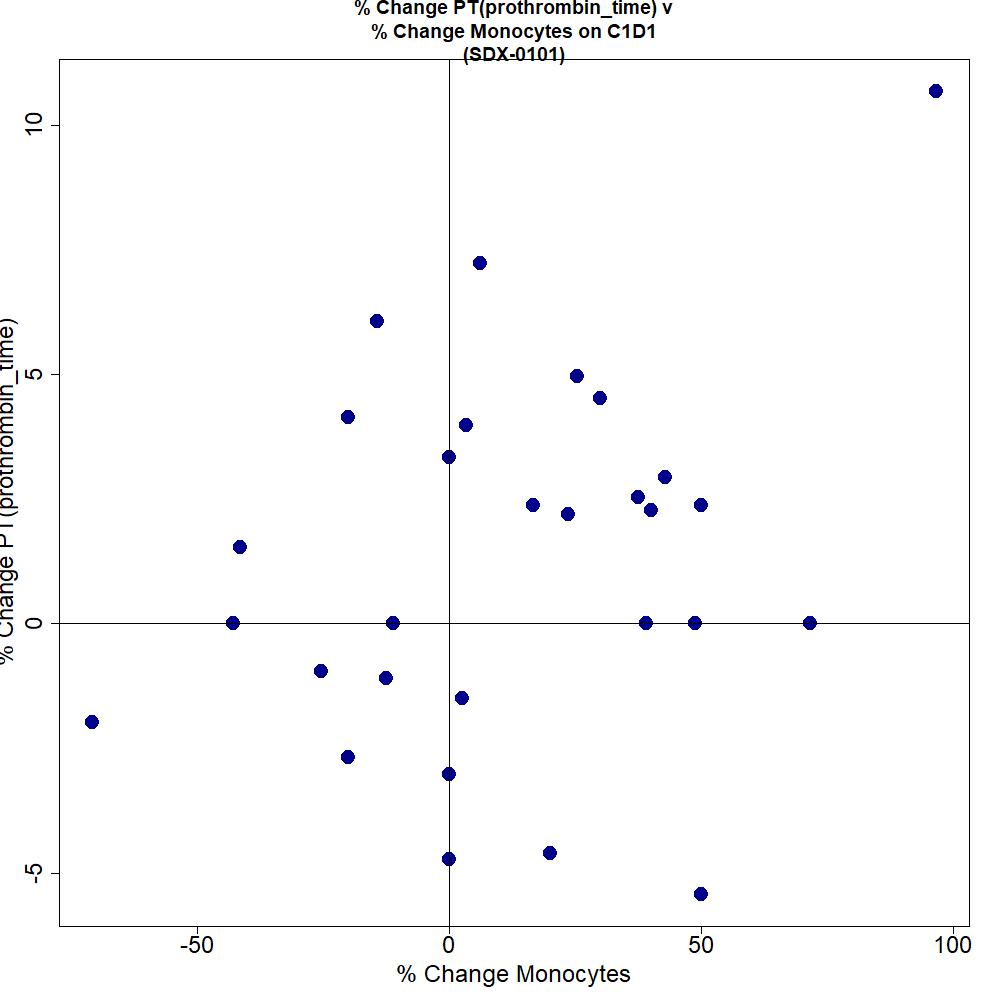 % Change PT(prothrombin_time) v
% Change Monocytes on C1D1
(SDX-0101)
10
5
0
-5
% Change PT(prothrombin_time)
-50
0
50
100
% Change Monocytes